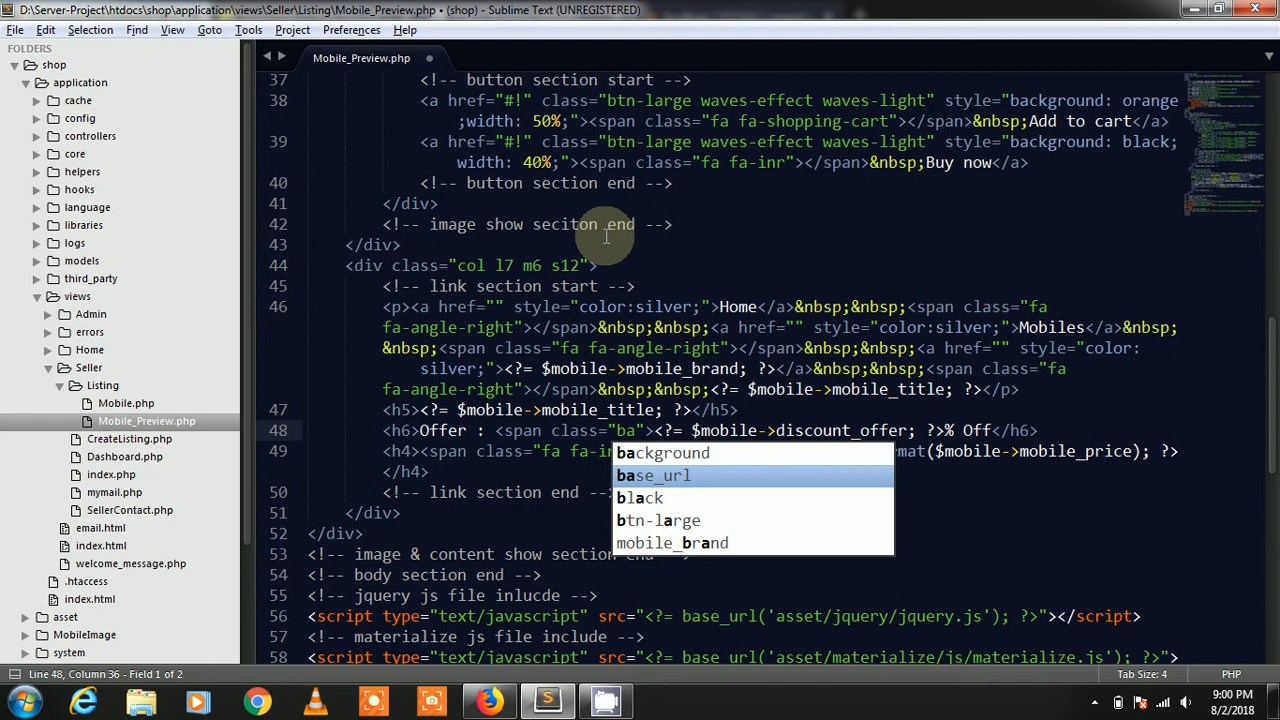 D:\Server-Project\htdocs\shop\application\views\Seller\Listing\Mobile_Preview.php • (shop) - Sublime Text (UNREGISTERED)
File Edit Selection Find View Goto Tools Project Preferences Help
FOLDERS
shop
application
cache
config
controllers
core
helpers
hooks
language
libraries
logs
models
third_party
views
Admin
errors
Home
Seller
Listing
Mobile.php
Mobile_Preview.php
CreateListing.php
Dashboard.php
index.php
mymail.php
SellerContact.php
email.html
index.html
welcome_message.php
.htaccess
index.html
asset
MobileImage
system
Mobile_Preview.php
37 <!-- button section start -->
38 <a href="#!" class="btn-large waves-effect waves-light" style="background: orange
;width: 50%;"><span class="fa fa-shopping-cart"></span>&nbsp;Add to cart</a>
39 <a href="#!" class="btn-large waves-effect waves-light" style="background: black;
width: 40%;"><span class="fa fa-inr"></span>&nbsp;Buy now</a>
40 <!-- button section end -->
41 </div>
42 <!-- image show seciton end -->
43 </div>
44 <div class="col l7 m6 s12">
45 <!-- link section start -->
46 <p><a href="" style="color:silver;">Home</a>&nbsp;&nbsp;<span class="fa
fa-angle-right"></span>&nbsp;&nbsp;<a href="" style="color:silver;">Mobiles</a>&nbsp;
&nbsp;<span class="fa fa-angle-right"></span>&nbsp;&nbsp;<a href="" style="color:
silver;"><?= $mobile->mobile_brand; ?></a>&nbsp;&nbsp;<span class="fa
fa-angle-right"></span>&nbsp;&nbsp;<?= $mobile->mobile_title; ?></p>
47 <h5><?= $mobile->mobile_title; ?></h5>
48 <h6>Offer : <span class="ba"><?= $mobile->discount_offer; ?>% Off</h6>
49 <h4><span class="fa fa-in rmat($mobile->mobile_price); ?>
</h4>
50 <!-- link section end --
51 </div>
52 </div>
53 <!-- image & content show section end -->
54 <!-- body section end -->
55 <!-- jquery js file inlucde -->
56 <script type="text/javascript" src="<?= base_url('asset/jquery/jquery.js'); ?>"></script>
57 <!-- materialize js file include -->
58 <script type="text/javascript" src="<?= base_url('asset/materialize/js/materialize.js'); ?>">
background
base_url
black
btn-large
mobile_brand
Line 48, Column 36 - Field 1 of 2
Tab Size: 4
PHP
9:00 PM
8/2/2018